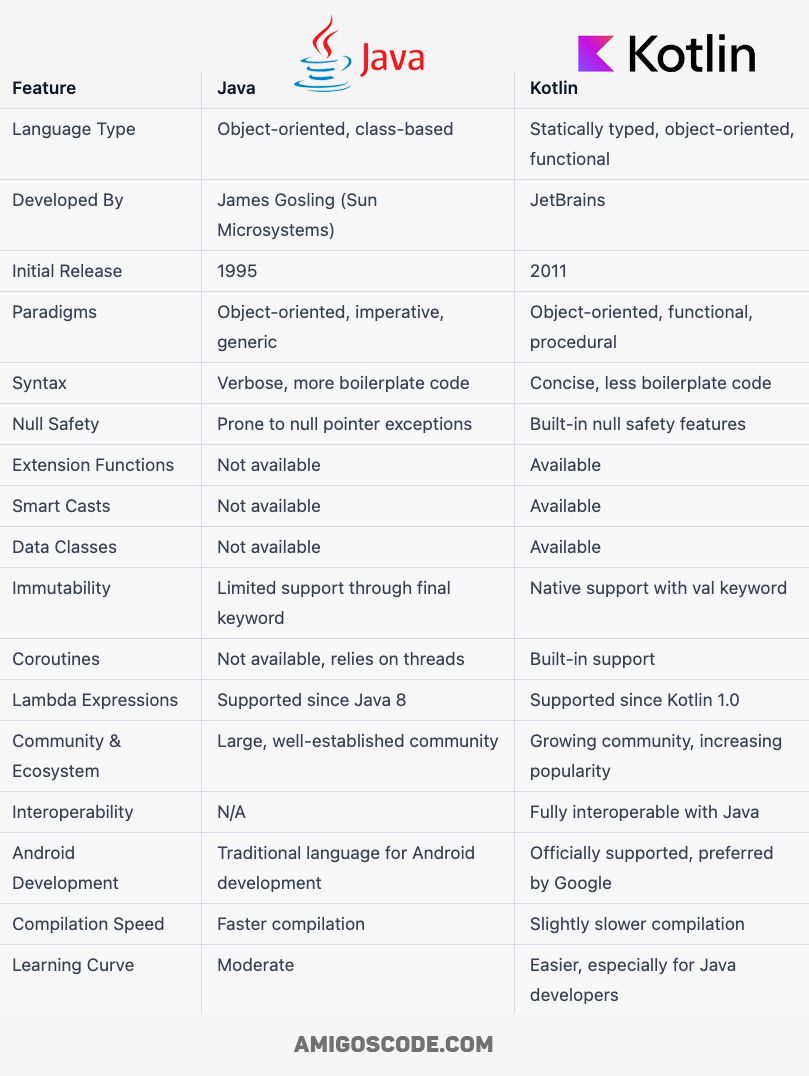 Java
Kotlin
Feature Java Kotlin
Language Type Object-oriented, class-based Statically typed, object-oriented,
functional
Developed By James Gosling (Sun JetBrains
Microsystems)
Initial Release 1995 2011
Paradigms Object-oriented, imperative, Object-oriented, functional,
generic procedural
Syntax Verbose, more boilerplate code Concise, less boilerplate code
Null Safety Prone to null pointer exceptions Built-in null safety features
Extension Functions Not available Available
Smart Casts Not available Available
Data Classes Not available Available
Immutability Limited support through final Native support with val keyword
keyword
Coroutines Not available, relies on threads Built-in support
Lambda Expressions Supported since Java 8 Supported since Kotlin 1.0
Community & Large, well-established community Growing community, increasing
Ecosystem popularity
Interoperability N/A Fully interoperable with Java
Android Traditional language for Android Officially supported, preferred
Development development by Google
Compilation Speed Faster compilation Slightly slower compilation
Learning Curve Moderate Easier, especially for Java
developers
AMIGOSCODE.COM